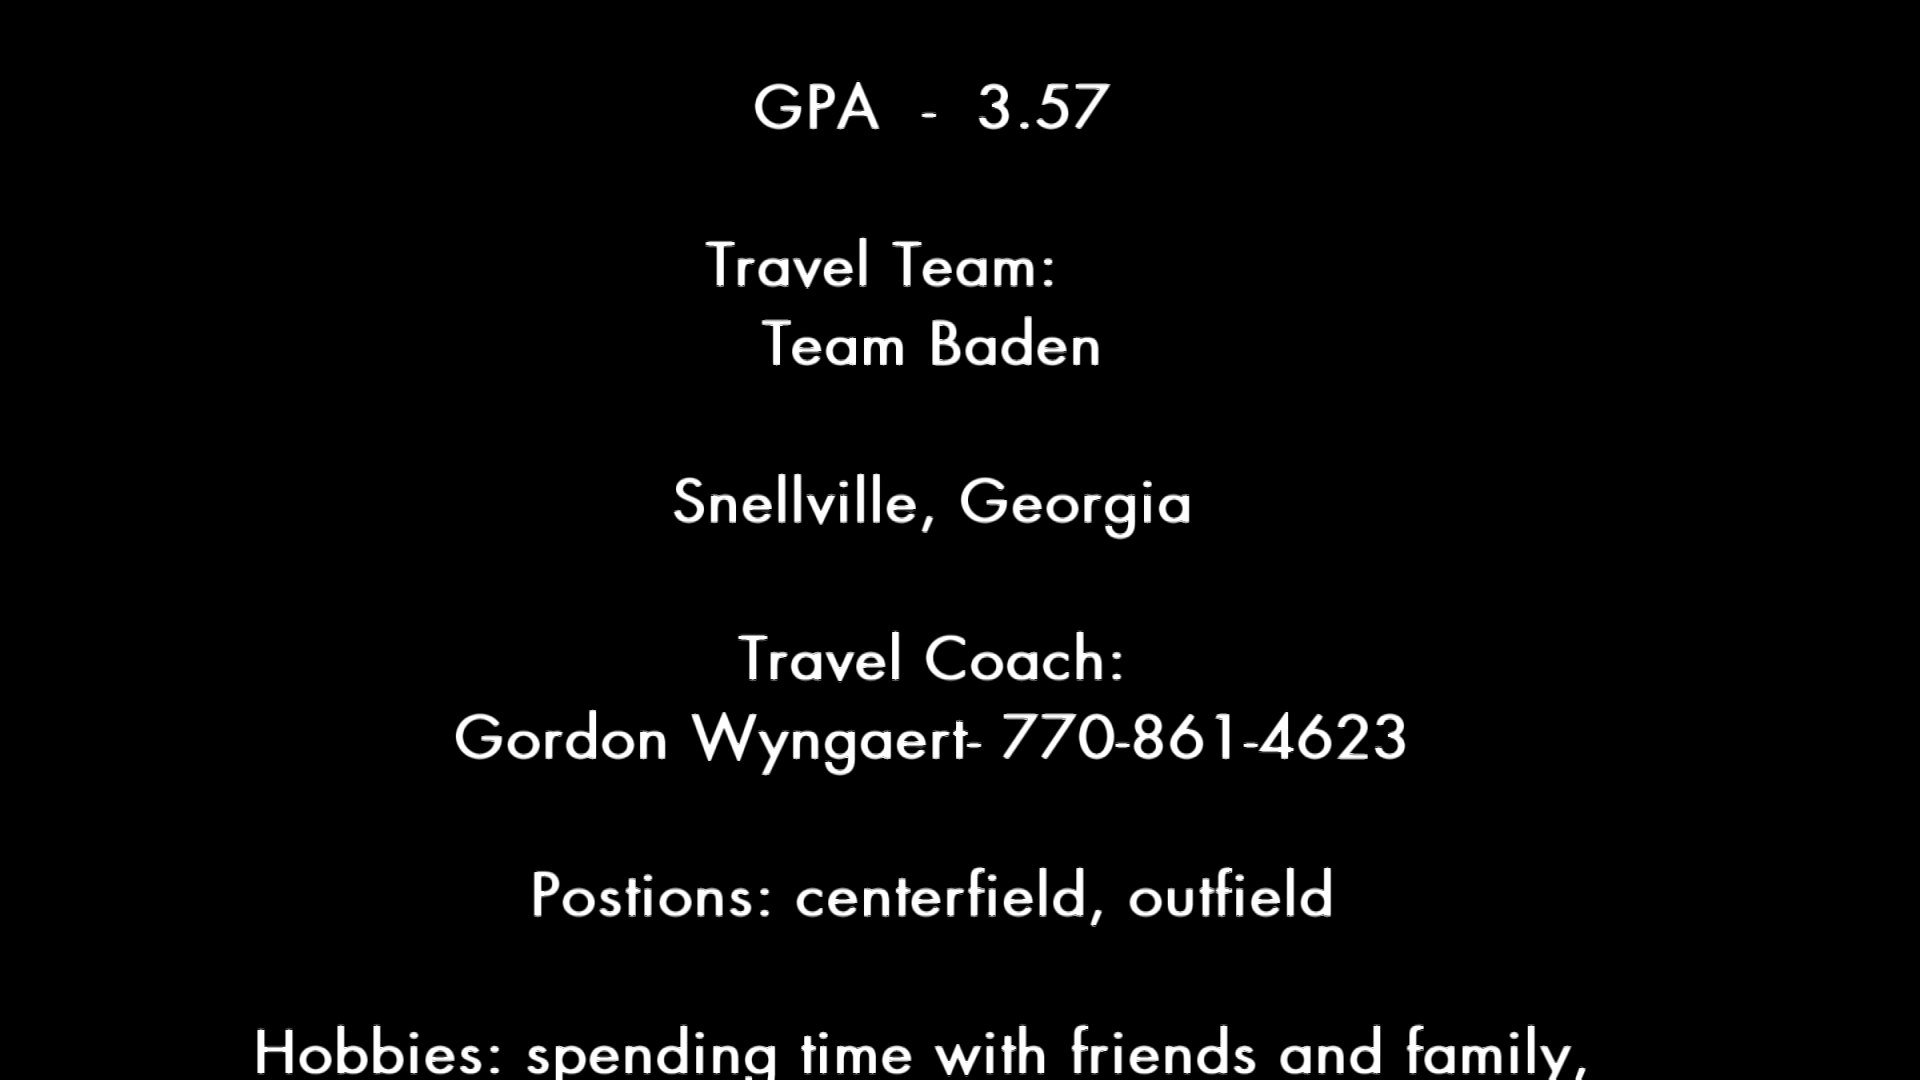 GPA - 3.57
Travel Team:
Team Baden
Snellville, Georgia
Travel Coach:
Gordon Wyngaert- 770-861-4623
Postions: centerfield, outfield
Hobbies: spending time with friends and family,